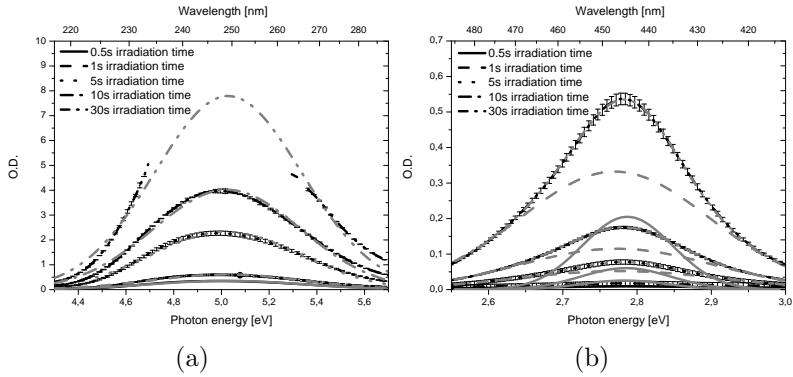 Wavelength [nm]
220 230 240 250 260 270 280
10
9
8
7
6
5
4
3
2
1
0
O.D.
0.5s irradiation time
1s irradiation time
5s irradiation time
10s irradiation time
30s irradiation time
4,4 4,6 4,8 5,0 5,2 5,4 5,6
Photon energy [eV]
(a)
Wavelength [nm]
480 470 460 450 440 430 420
0,7
0,6
0,5
0,4
0,3
0,2
0,1
0,0
O.D.
0.5s irradiation time
1s irradiation time
5s irradiation time
10s irradiation time
30s irradiation time
2,6 2,7 2,8 2,9 3,0
Photon energy [eV]
(b)